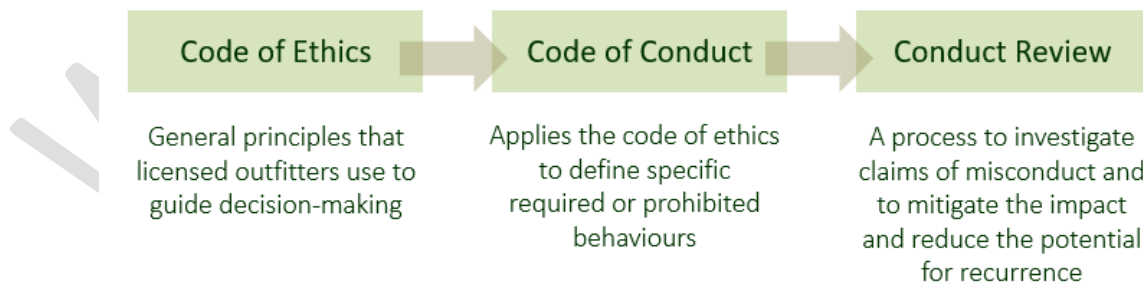 Code of Ethics
General principles that
licensed outfitters use to
guide decision-making
Code of Conduct
Applies the code of ethics
to define specific
required or prohibited
behaviours
Conduct Review
A process to investigate
claims of misconduct and
to mitigate the impact
and reduce the potential
for recurrence